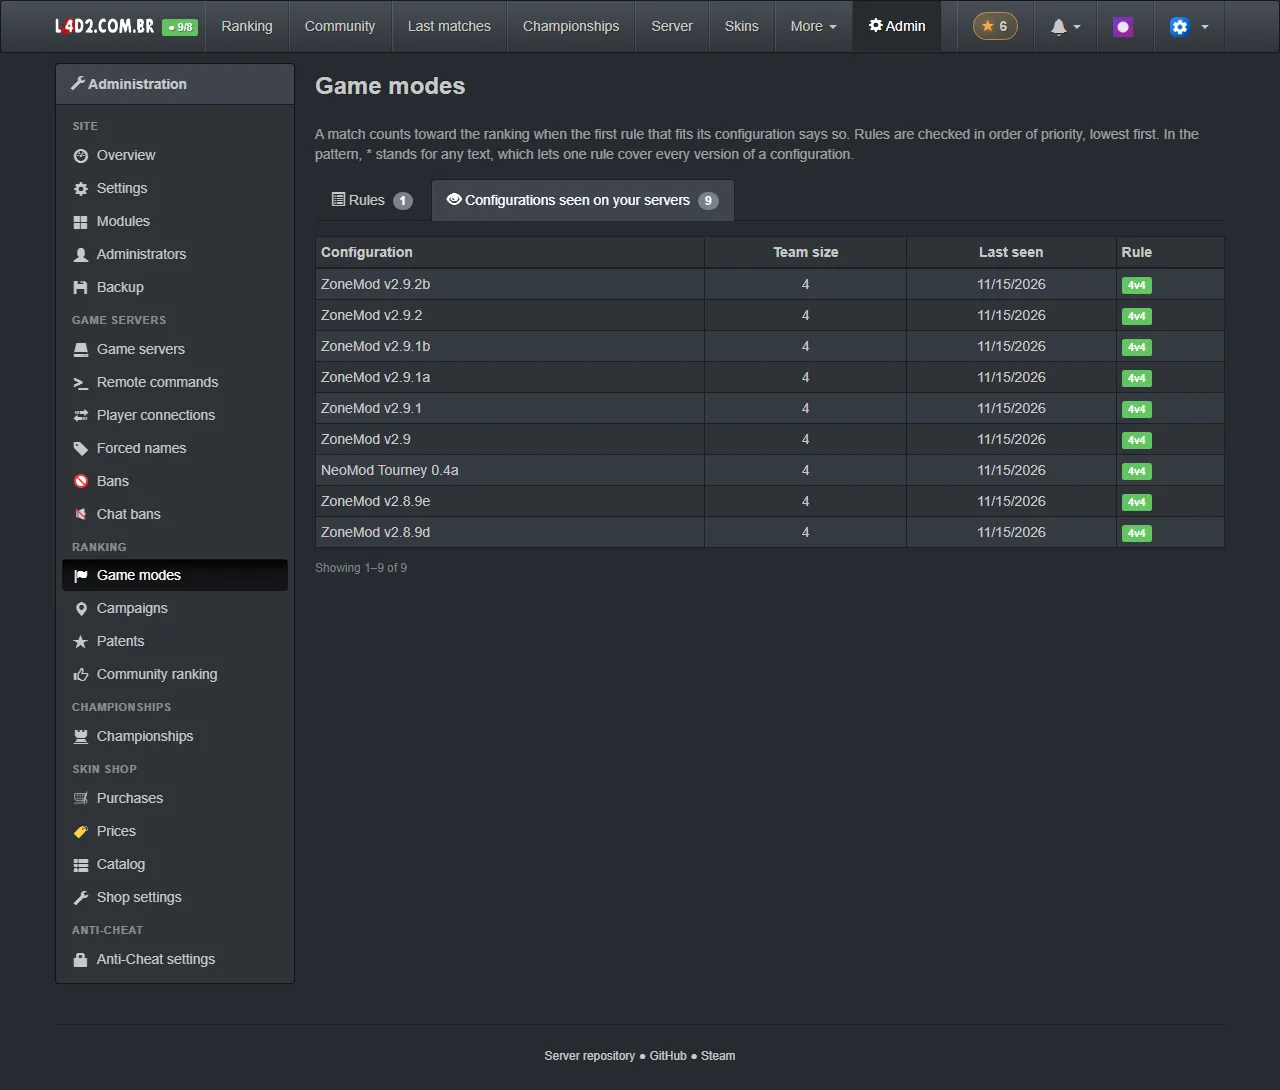 L4D2.COM.BR
9/8
Ranking
Community
Last matches
Championships
Server
Skins
More
Admin
6
Administration
SITE
Overview
Settings
Modules
Administrators
Backup
GAME SERVERS
Game servers
Remote commands
Player connections
Forced names
Bans
Chat bans
RANKING
Game modes
Campaigns
Patents
Community ranking
CHAMPIONSHIPS
Championships
SKIN SHOP
Purchases
Prices
Catalog
Shop settings
ANTI-CHEAT
Anti-Cheat settings
Game modes
A match counts toward the ranking when the first rule that fits its configuration says so. Rules are checked in order of priority, lowest first. In the
pattern, * stands for any text, which lets one rule cover every version of a configuration.
Rules 1
Configurations seen on your servers 9
Configuration Team size Last seen Rule
ZoneMod v2.9.2b 4 11/15/2026 4v4
ZoneMod v2.9.2 4 11/15/2026 4v4
ZoneMod v2.9.1b 4 11/15/2026 4v4
ZoneMod v2.9.1a 4 11/15/2026 4v4
ZoneMod v2.9.1 4 11/15/2026 4v4
ZoneMod v2.9 4 11/15/2026 4v4
NeoMod Tourney 0.4a 4 11/15/2026 4v4
ZoneMod v2.8.9e 4 11/15/2026 4v4
ZoneMod v2.8.9d 4 11/15/2026 4v4
Showing 1–9 of 9
Server repository ● GitHub ● Steam